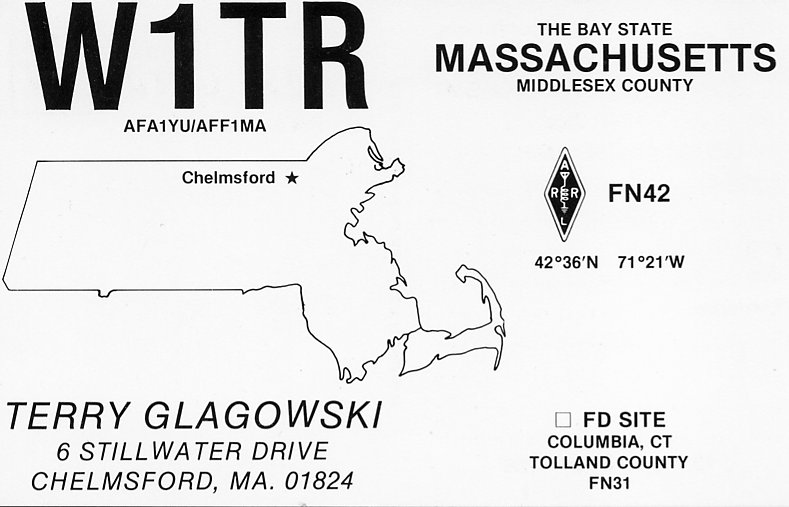 W1TR
AFA1YU/AFF1MA
THE BAY STATE
MASSACHUSETTS
MIDDLESEX COUNTY
Chelmsford ★
A
R R
L
FN42
42°36'N 71°21'W
TERRY GLAGOWSKI
6 STILLWATER DRIVE
CHELMSFORD, MA. 01824
☐ FD SITE
COLUMBIA, CT
TOLLAND COUNTY
FN31